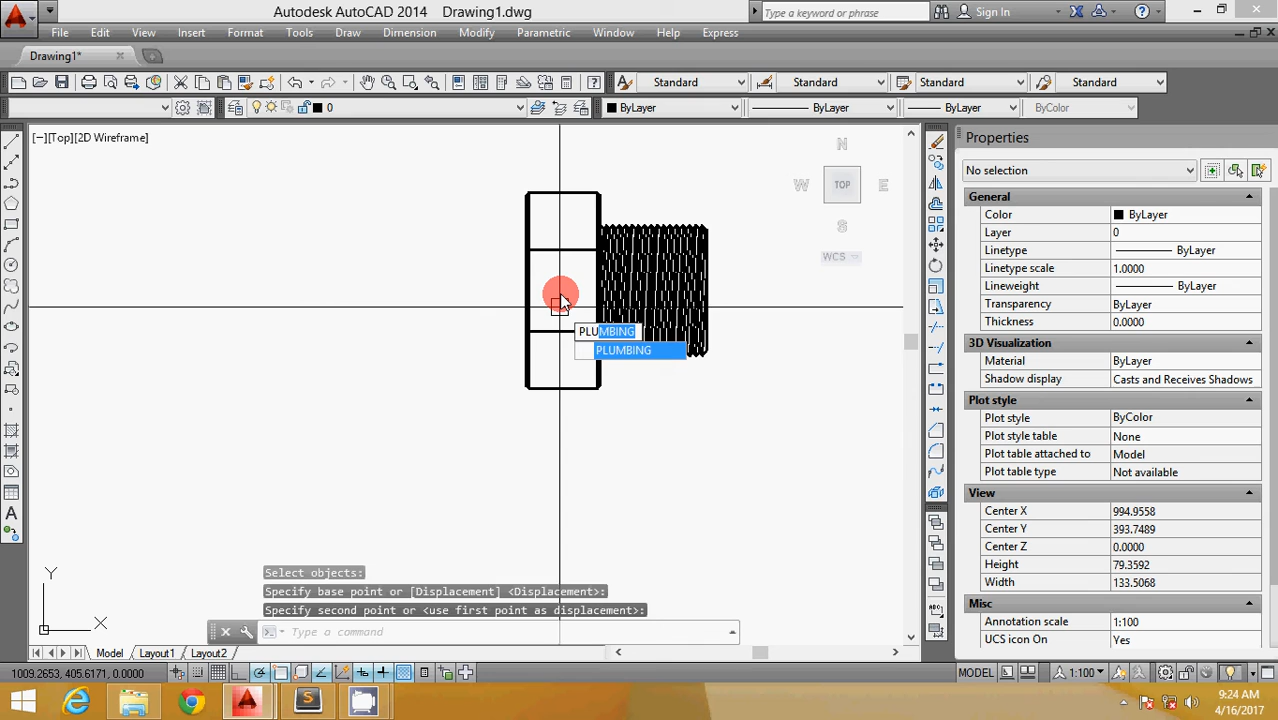 Autodesk AutoCAD 2014 Drawing1.dwg
Type a keyword or phrase
Sign In
File Edit View Insert Format Tools Draw Dimension Modify Parametric Window Help Express
Drawing1*
Standard Standard Standard Standard
0 ByLayer ByLayer ByLayer ByColor
[−][Top][2D Wireframe]
N
W TOP E
S
WCS
PLUMBING
PLUMBING
Properties
No selection
General
Color ByLayer
Layer 0
Linetype ByLayer
Linetype scale 1.0000
Lineweight ByLayer
Transparency ByLayer
Thickness 0.0000
3D Visualization
Material ByLayer
Shadow display Casts and Receives Shadows
Plot style
Plot style ByColor
Plot style table None
Plot table attached to Model
Plot table type Not available
View
Center X 994.9558
Center Y 393.7489
Center Z 0.0000
Height 79.3592
Width 133.5068
Misc
Annotation scale 1:100
UCS icon On Yes
Select objects:
Specify base point or [Displacement] <Displacement>:
Specify second point or <use first point as displacement>:
Type a command
Y
X
Model Layout1 Layout2
1009.2653, 405.6171, 0.0000
MODEL 1:100
9:24 AM
4/16/2017